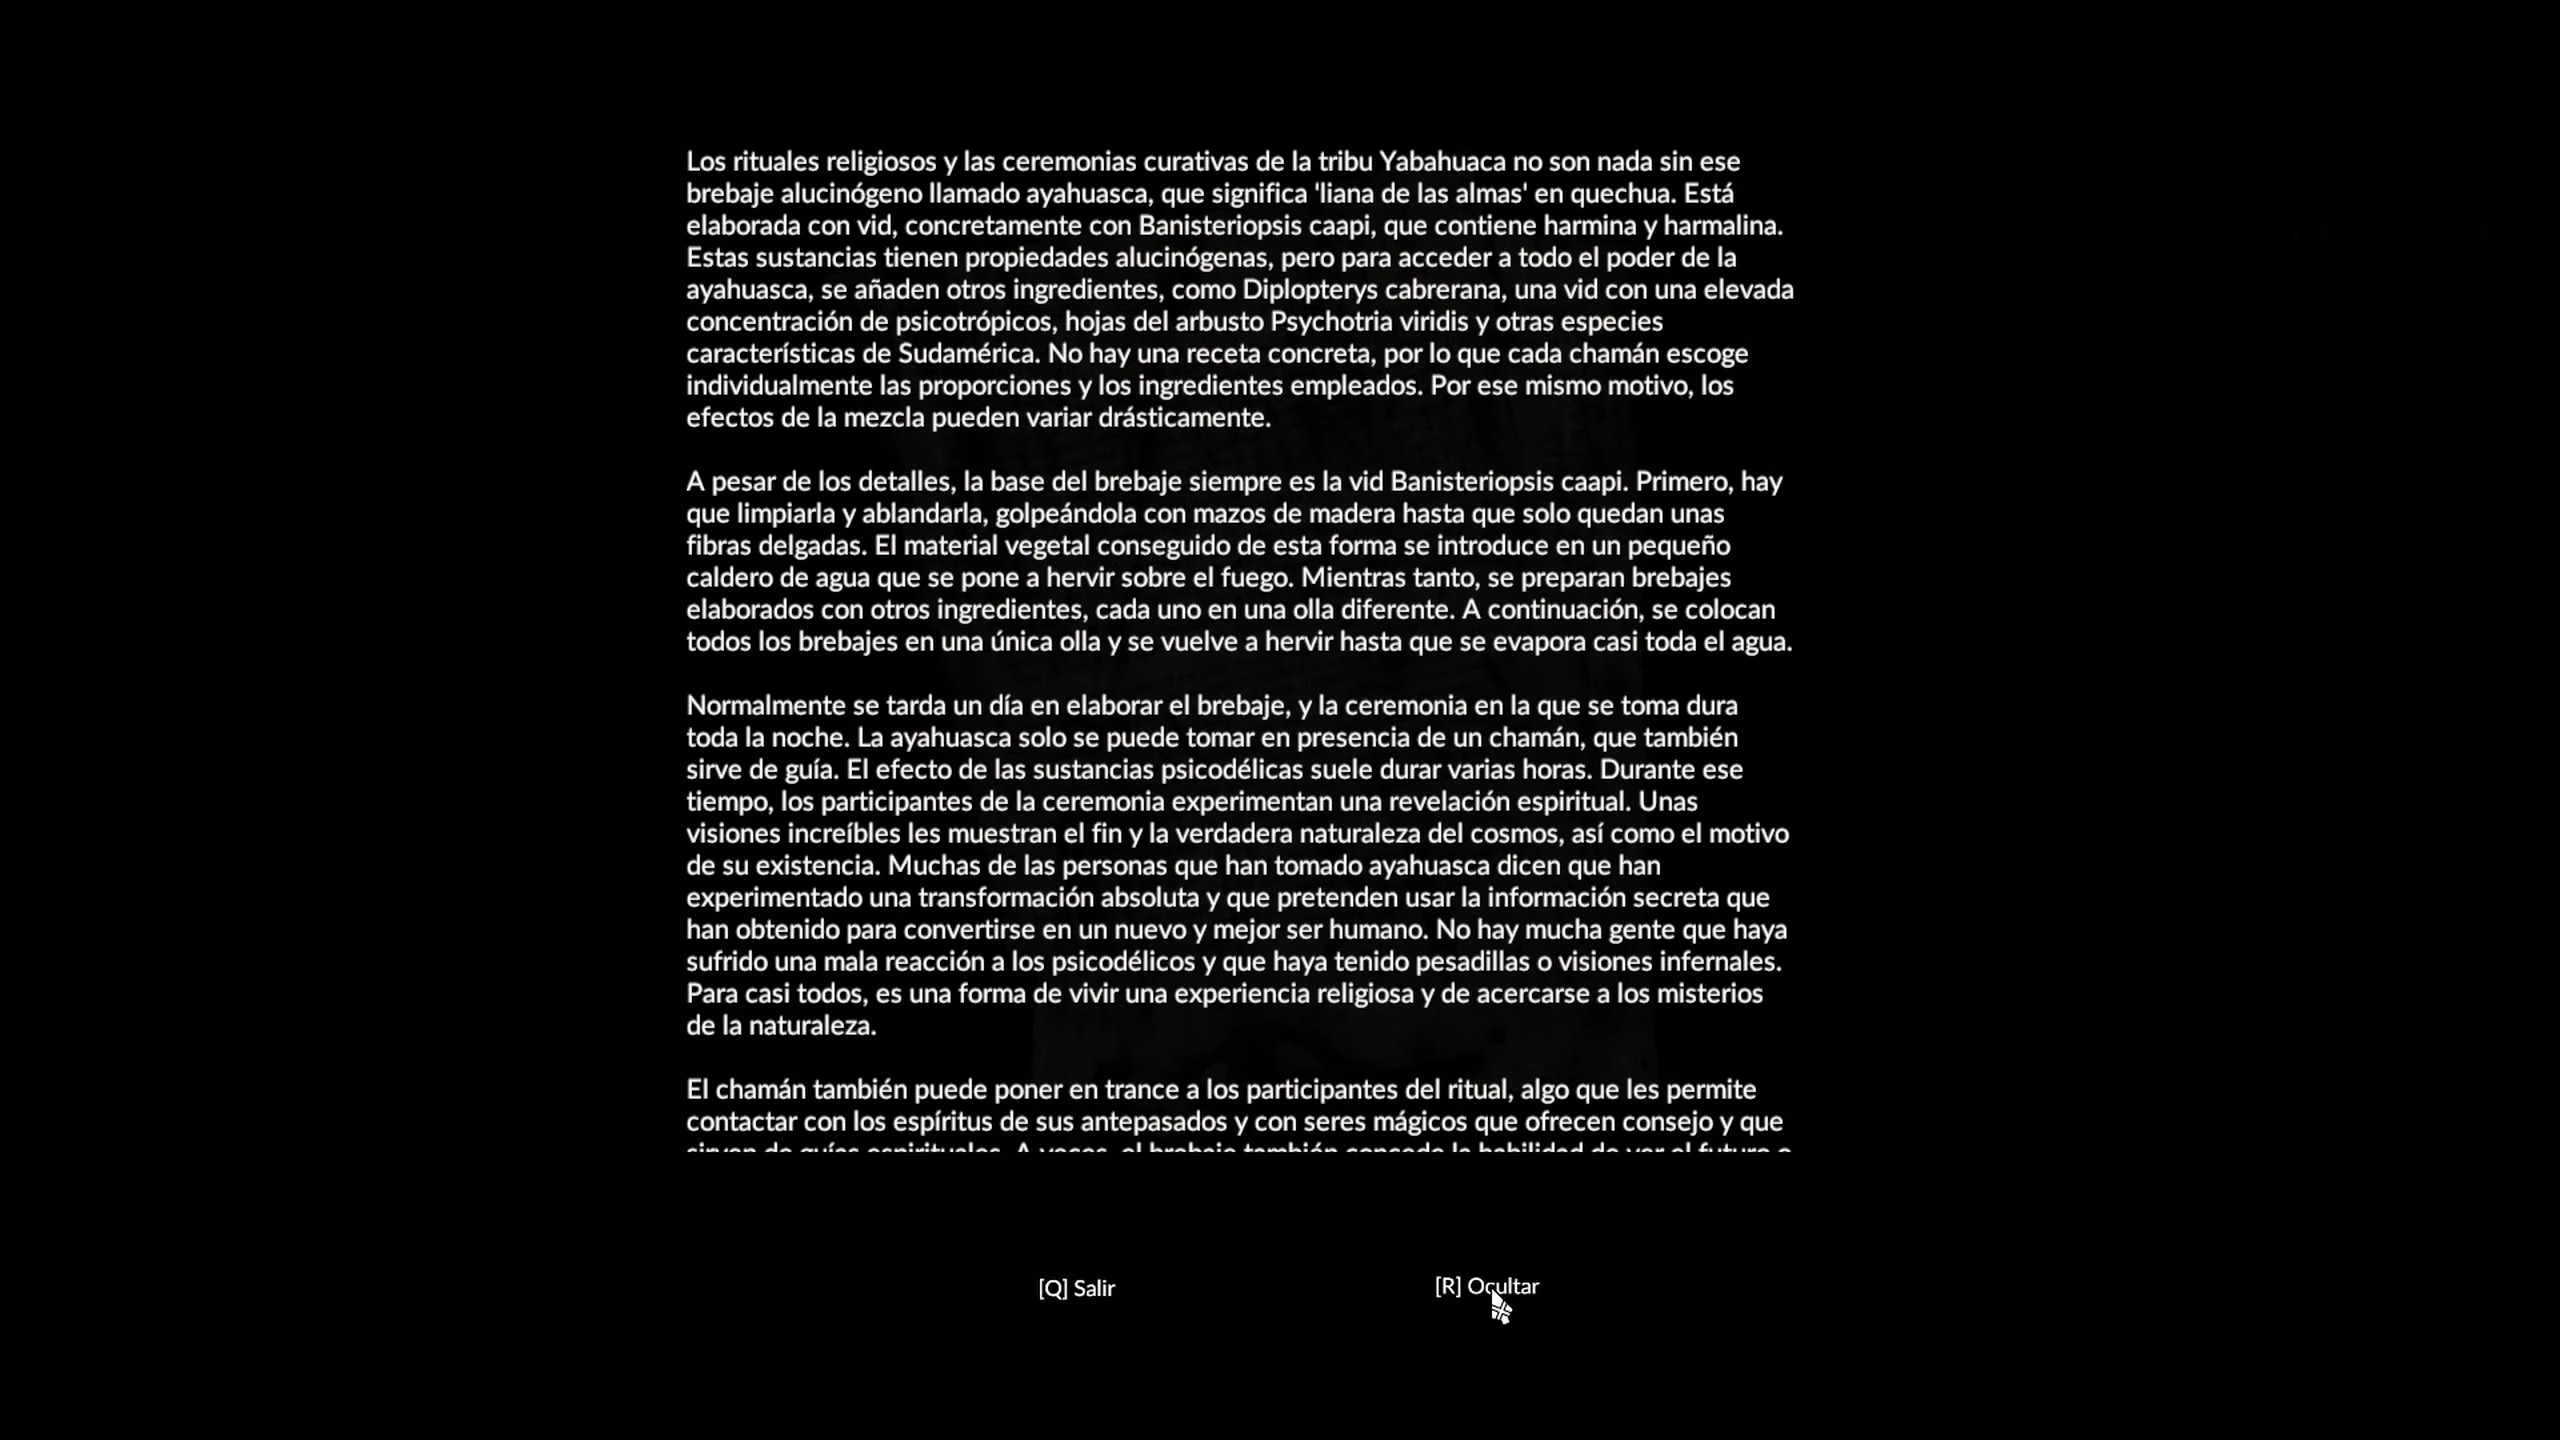 Los rituales religiosos y las ceremonias curativas de la tribu Yabahuaca no son nada sin ese
brebaje alucinógeno llamado ayahuasca, que significa 'liana de las almas' en quechua. Está
elaborada con vid, concretamente con Banisteriopsis caapi, que contiene harmina y harmalina.
Estas sustancias tienen propiedades alucinógenas, pero para acceder a todo el poder de la
ayahuasca, se añaden otros ingredientes, como Diplopterys cabrerana, una vid con una elevada
concentración de psicotrópicos, hojas del arbusto Psychotria viridis y otras especies
características de Sudamérica. No hay una receta concreta, por lo que cada chamán escoge
individualmente las proporciones y los ingredientes empleados. Por ese mismo motivo, los
efectos de la mezcla pueden variar drásticamente.
A pesar de los detalles, la base del brebaje siempre es la vid Banisteriopsis caapi. Primero, hay
que limpiarla y ablandarla, golpeándola con mazos de madera hasta que solo quedan unas
fibras delgadas. El material vegetal conseguido de esta forma se introduce en un pequeño
caldero de agua que se pone a hervir sobre el fuego. Mientras tanto, se preparan brebajes
elaborados con otros ingredientes, cada uno en una olla diferente. A continuación, se colocan
todos los brebajes en una única olla y se vuelve a hervir hasta que se evapora casi toda el agua.
Normalmente se tarda un día en elaborar el brebaje, y la ceremonia en la que se toma dura
toda la noche. La ayahuasca solo se puede tomar en presencia de un chamán, que también
sirve de guía. El efecto de las sustancias psicodélicas suele durar varias horas. Durante ese
tiempo, los participantes de la ceremonia experimentan una revelación espiritual. Unas
visiones increíbles les muestran el fin y la verdadera naturaleza del cosmos, así como el motivo
de su existencia. Muchas de las personas que han tomado ayahuasca dicen que han
experimentado una transformación absoluta y que pretenden usar la información secreta que
han obtenido para convertirse en un nuevo y mejor ser humano. No hay mucha gente que haya
sufrido una mala reacción a los psicodélicos y que haya tenido pesadillas o visiones infernales.
Para casi todos, es una forma de vivir una experiencia religiosa y de acercarse a los misterios
de la naturaleza.
El chamán también puede poner en trance a los participantes del ritual, algo que les permite
contactar con los espíritus de sus antepasados y con seres mágicos que ofrecen consejo y que
sirven de guías espirituales. A veces, el brebaje también concede la habilidad de ver el futuro o
[Q] Salir
[R] Ocultar